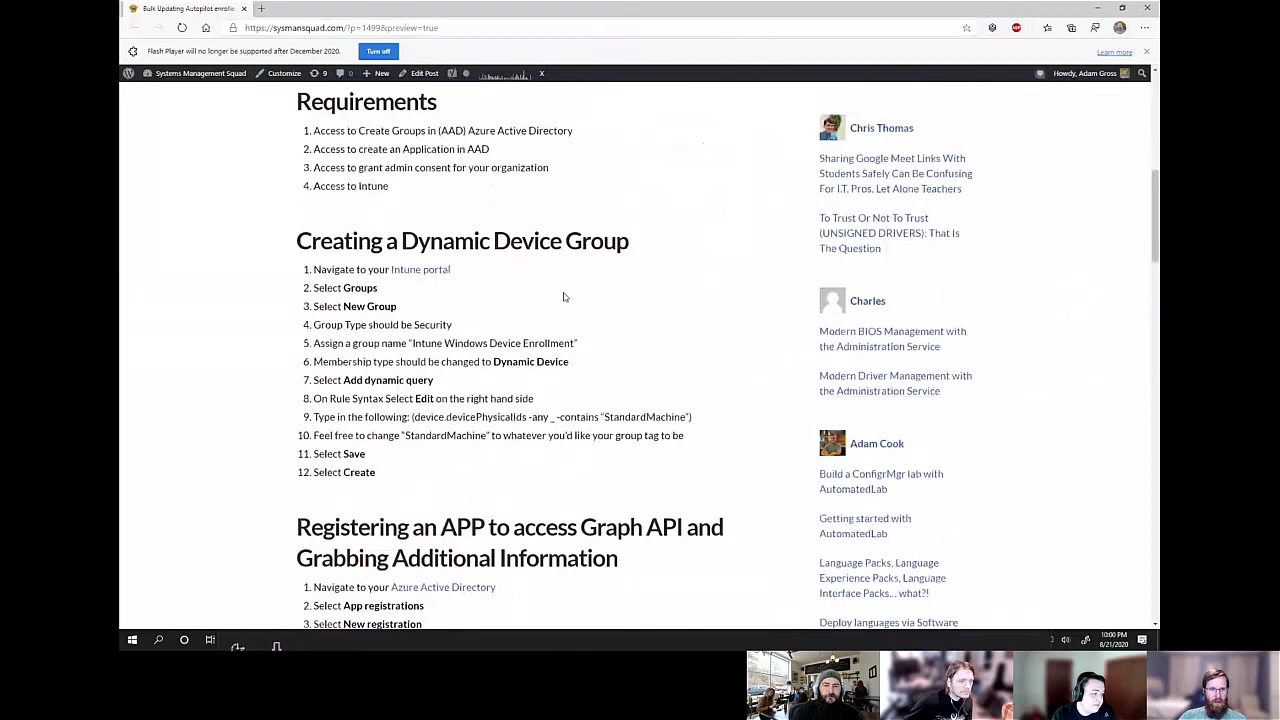 Bulk Updating Autopilot enrolle
https://sysmansquad.com/?p=1499&preview=true
Flash Player will no longer be supported after December 2020.
Turn off
Learn more
Systems Management Squad
Customize
9
0
New
Edit Post
Howdy, Adam Gross
Requirements
1. Access to Create Groups in (AAD) Azure Active Directory
2. Access to create an Application in AAD
3. Access to grant admin consent for your organization
4. Access to Intune
Creating a Dynamic Device Group
1. Navigate to your Intune portal
2. Select Groups
3. Select New Group
4. Group Type should be Security
5. Assign a group name “Intune Windows Device Enrollment”
6. Membership type should be changed to Dynamic Device
7. Select Add dynamic query
8. On Rule Syntax Select Edit on the right hand side
9. Type in the following: (device.devicePhysicalIds -any _ -contains “StandardMachine”)
10. Feel free to change “StandardMachine” to whatever you’d like your group tag to be
11. Select Save
12. Select Create
Registering an APP to access Graph API and
Grabbing Additional Information
1. Navigate to your Azure Active Directory
2. Select App registrations
3. Select New registration
Chris Thomas
Sharing Google Meet Links With
Students Safely Can Be Confusing
For I.T. Pros, Let Alone Teachers
To Trust Or Not To Trust
(UNSIGNED DRIVERS): That Is
The Question
Charles
Modern BIOS Management with
the Administration Service
Modern Driver Management with
the Administration Service
Adam Cook
Build a ConfigrMgr lab with
AutomatedLab
Getting started with
AutomatedLab
Language Packs, Language
Experience Packs, Language
Interface Packs… what?!
Deploy languages via Software
10:00 PM
8/21/2020